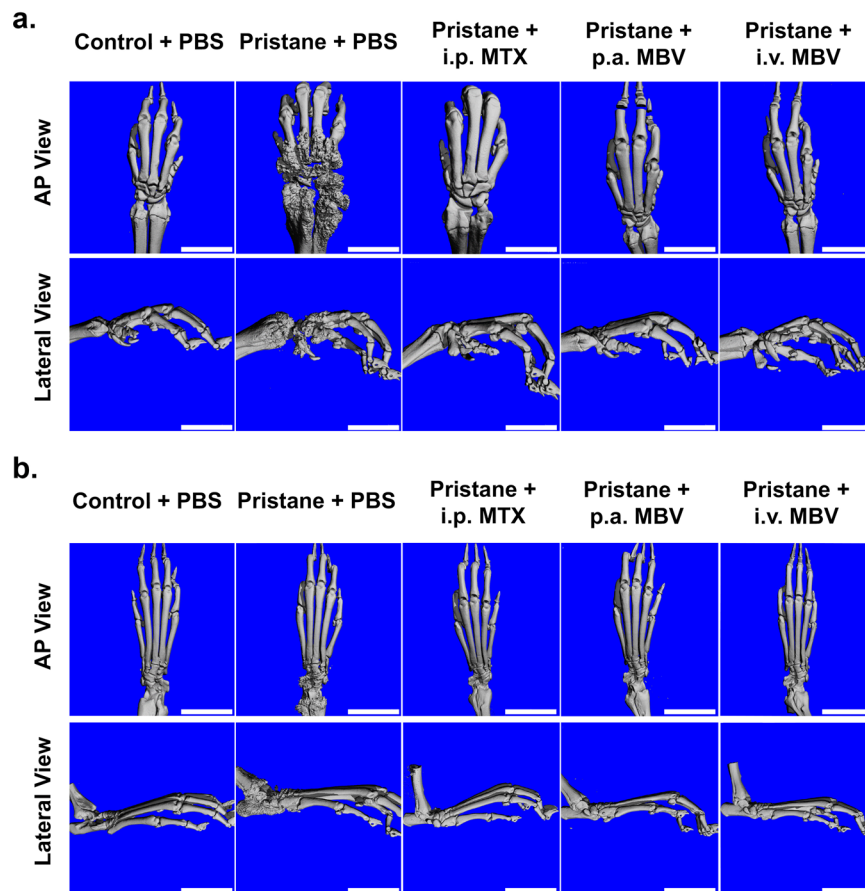 a.
Control + PBS
Pristane + PBS
Pristane +
i.p. MTX
Pristane +
p.a. MBV
Pristane +
i.v. MBV
AP View
Lateral View
b.
Control + PBS
Pristane + PBS
Pristane +
i.p. MTX
Pristane +
p.a. MBV
Pristane +
i.v. MBV
AP View
Lateral View